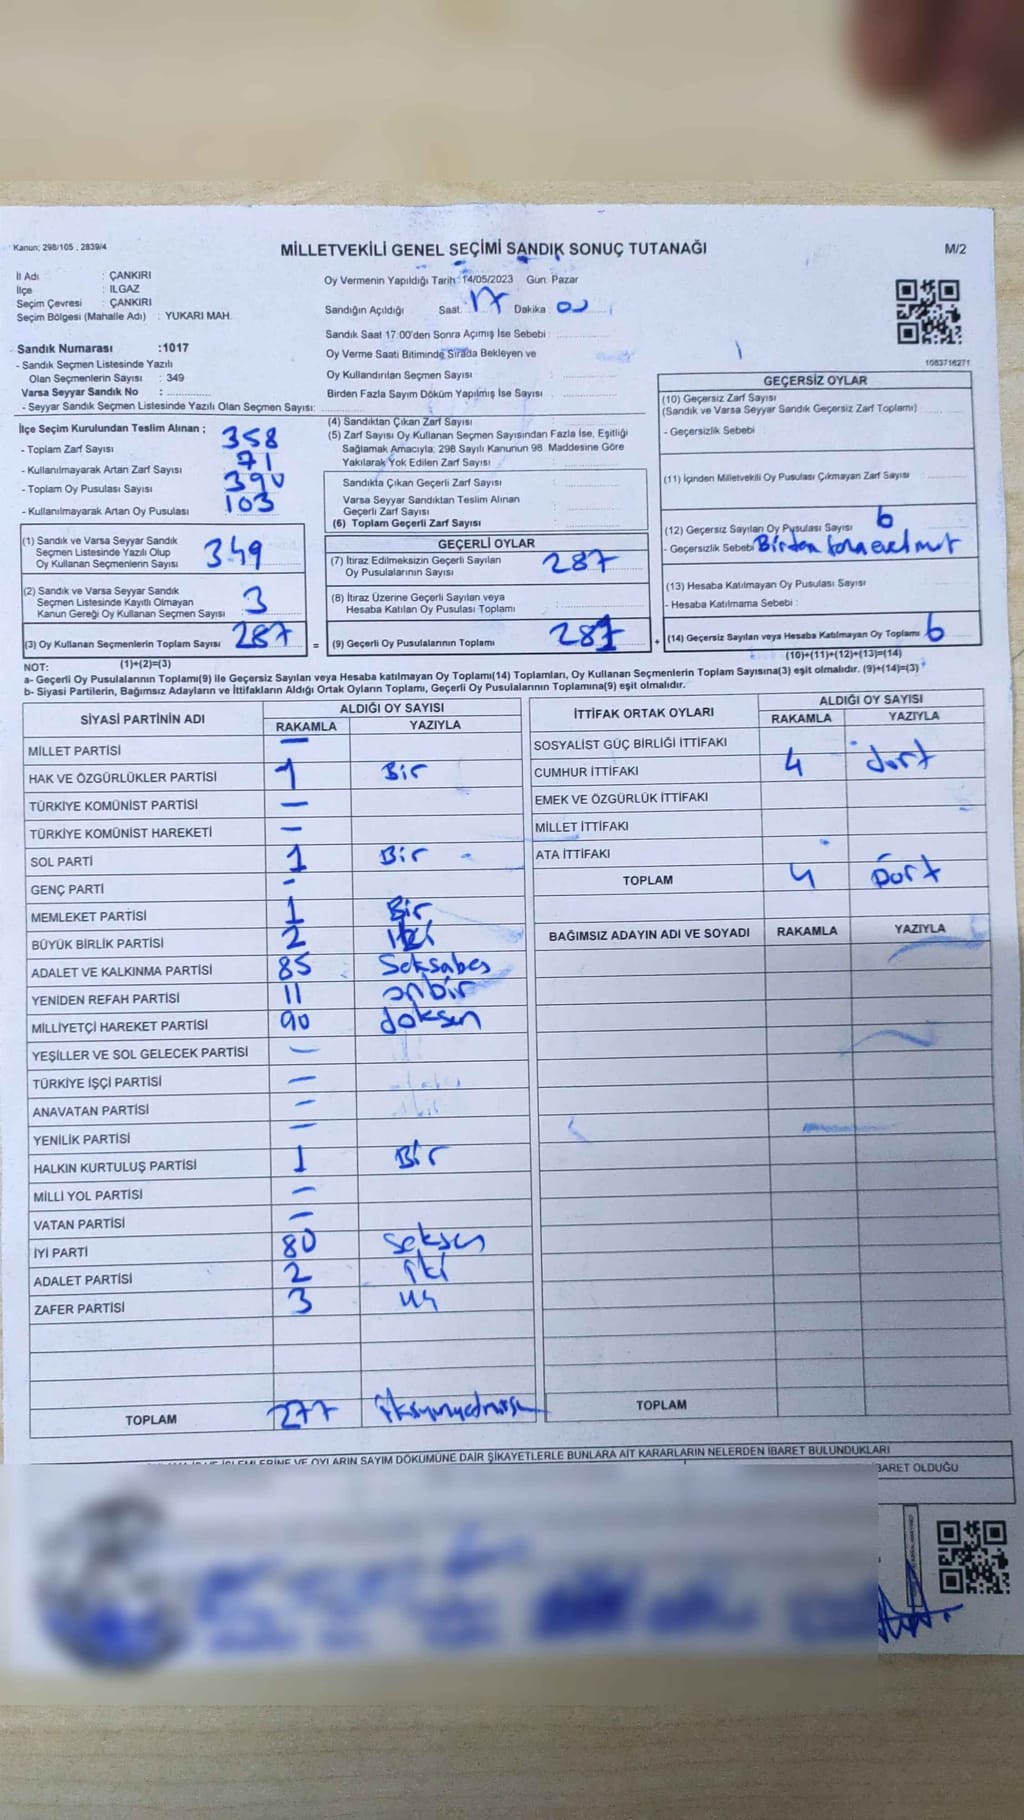 Kanun; 298/105 , 2839/4
MİLLETVEKİLİ GENEL SEÇİMİ SANDIK SONUÇ TUTANAĞI
M/2
İl Adı : ÇANKIRI
İlçe : ILGAZ
Seçim Çevresi : ÇANKIRI
Seçim Bölgesi (Mahalle Adı) : YUKARI MAH.
Sandık Numarası :1017
- Sandık Seçmen Listesinde Yazılı
Olan Seçmenlerin Sayısı : 349
Varsa Seyyar Sandık No :
- Seyyar Sandık Seçmen Listesinde Yazılı Olan Seçmen Sayısı:
Oy Vermenin Yapıldığı Tarih :14/05/2023 Gün: Pazar
Sandığın Açıldığı Saat: 17 Dakika:
Sandık Saat 17:00'den Sonra Açımış İse Sebebi :
Oy Verme Saati Bitiminde Sırada Bekleyen ve
Oy Kullandırılan Seçmen Sayısı :
Birden Fazla Sayım Döküm Yapılmış İse Sayısı :
1083716271
İlçe Seçim Kurulundan Teslim Alınan ;
- Toplam Zarf Sayısı 358
- Kullanılmayarak Artan Zarf Sayısı 71
- Toplam Oy Pusulası Sayısı 390
- Kullanılmayarak Artan Oy Pusulası 103
(4) Sandıktan Çıkan Zarf Sayısı
(5) Zarf Sayısı Oy Kullanan Seçmen Sayısından Fazla İse, Eşitliği
Sağlamak Amacıyla; 298 Sayılı Kanunun 98. Maddesine Göre
Yakılarak Yok Edilen Zarf Sayısı
Sandıkta Çıkan Geçerli Zarf Sayısı
Varsa Seyyar Sandıktan Teslim Alınan
Geçerli Zarf Sayısı
(6) Toplam Geçerli Zarf Sayısı
GEÇERSİZ OYLAR
(10) Geçersiz Zarf Sayısı
(Sandık ve Varsa Seyyar Sandık Geçersiz Zarf Toplamı)
- Geçersizlik Sebebi :
(11) İçinden Milletvekili Oy Pusulası Çıkmayan Zarf Sayısı
(12) Geçersiz Sayılan Oy Pusulası Sayısı 6
- Geçersizlik Sebebi Birden
(13) Hesaba Katılmayan Oy Pusulası Sayısı
- Hesaba Katılmama Sebebi :
(14) Geçersiz Sayılan veya Hesaba Katılmayan Oy Toplamı 6
(10)+(11)+(12)+(13)=(14)
(1) Sandık ve Varsa Seyyar Sandık
Seçmen Listesinde Yazılı Olup
Oy Kullanan Seçmenlerin Sayısı 349
(2) Sandık ve Varsa Seyyar Sandık
Seçmen Listesinde Kayıtlı Olmayan
Kanun Gereği Oy Kullanan Seçmen Sayısı 3
(3) Oy Kullanan Seçmenlerin Toplam Sayısı 287 =
(1)+(2)=(3)
GEÇERLİ OYLAR
(7) İtiraz Edilmeksizin Geçerli Sayılan
Oy Pusulalarının Sayısı 287
(8) İtiraz Üzerine Geçerli Sayılan veya
Hesaba Katılan Oy Pusulası Toplamı
(9) Geçerli Oy Pusulalarının Toplamı 287 +
NOT:
a- Geçerli Oy Pusulalarının Toplamı(9) ile Geçersiz Sayılan veya Hesaba katılmayan Oy Toplamı(14) Toplamları, Oy Kullanan Seçmenlerin Toplam Sayısına(3) eşit olmalıdır. (9)+(14)=(3)
b- Siyasi Partilerin, Bağımsız Adayların ve İttifakların Aldığı Ortak Oyların Toplamı, Geçerli Oy Pusulalarının Toplamına(9) eşit olmalıdır.
SİYASİ PARTİNİN ADI
ALDIĞI OY SAYISI
RAKAMLA YAZIYLA
MİLLET PARTİSİ —
HAK VE ÖZGÜRLÜKLER PARTİSİ 1 Bir
TÜRKİYE KOMÜNİST PARTİSİ —
TÜRKİYE KOMÜNİST HAREKETİ —
SOL PARTİ 1 Bir
GENÇ PARTİ -
MEMLEKET PARTİSİ 1 Bir
BÜYÜK BİRLİK PARTİSİ 2 İki
ADALET VE KALKINMA PARTİSİ 85 Seksabeş
YENİDEN REFAH PARTİSİ 11 onbir
MİLLİYETÇİ HAREKET PARTİSİ 90 doksan
YEŞİLLER VE SOL GELECEK PARTİSİ —
TÜRKİYE İŞÇİ PARTİSİ —
ANAVATAN PARTİSİ —
YENİLİK PARTİSİ —
HALKIN KURTULUŞ PARTİSİ 1 Bir
MİLLİ YOL PARTİSİ —
VATAN PARTİSİ —
İYİ PARTİ 80 seksen
ADALET PARTİSİ 2 iki
ZAFER PARTİSİ 3 üç
TOPLAM 277
İTTİFAK ORTAK OYLARI
ALDIĞI OY SAYISI
RAKAMLA YAZIYLA
SOSYALİST GÜÇ BİRLİĞİ İTTİFAKI
CUMHUR İTTİFAKI 4 dört
EMEK VE ÖZGÜRLÜK İTTİFAKI
MİLLET İTTİFAKI
ATA İTTİFAKI
TOPLAM 4 Dört
BAĞIMSIZ ADAYIN ADI VE SOYADI RAKAMLA YAZIYLA
TOPLAM
VE OYLARIN SAYIM DÖKÜMÜNE DAİR ŞİKAYETLERLE BUNLARA AİT KARARLARIN NELERDEN İBARET BULUNDUKLARI
İBARET OLDUĞU